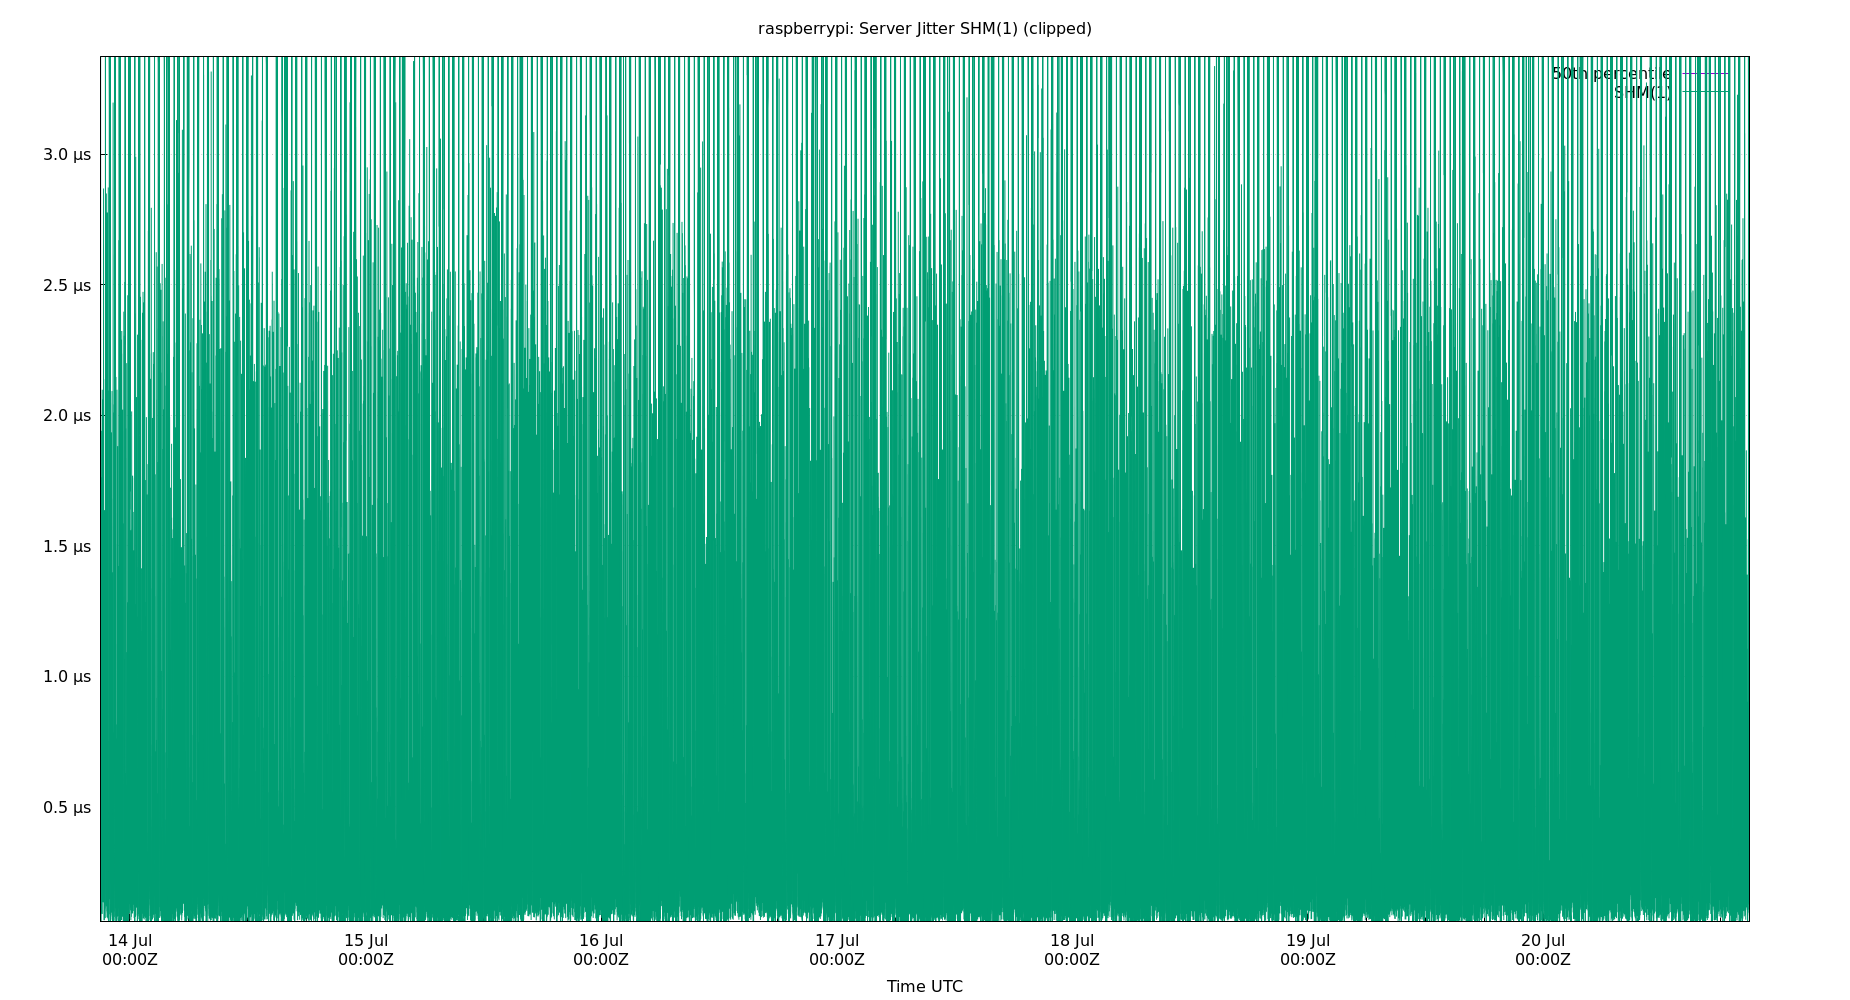 raspberrypi: Server Jitter SHM(1) (clipped)
50th percentile
SHM(1)
3.0 µs
2.5 µs
2.0 µs
1.5 µs
1.0 µs
0.5 µs
14 Jul 15 Jul 16 Jul 17 Jul 18 Jul 19 Jul 20 Jul
00:00Z 00:00Z 00:00Z 00:00Z 00:00Z 00:00Z 00:00Z
Time UTC